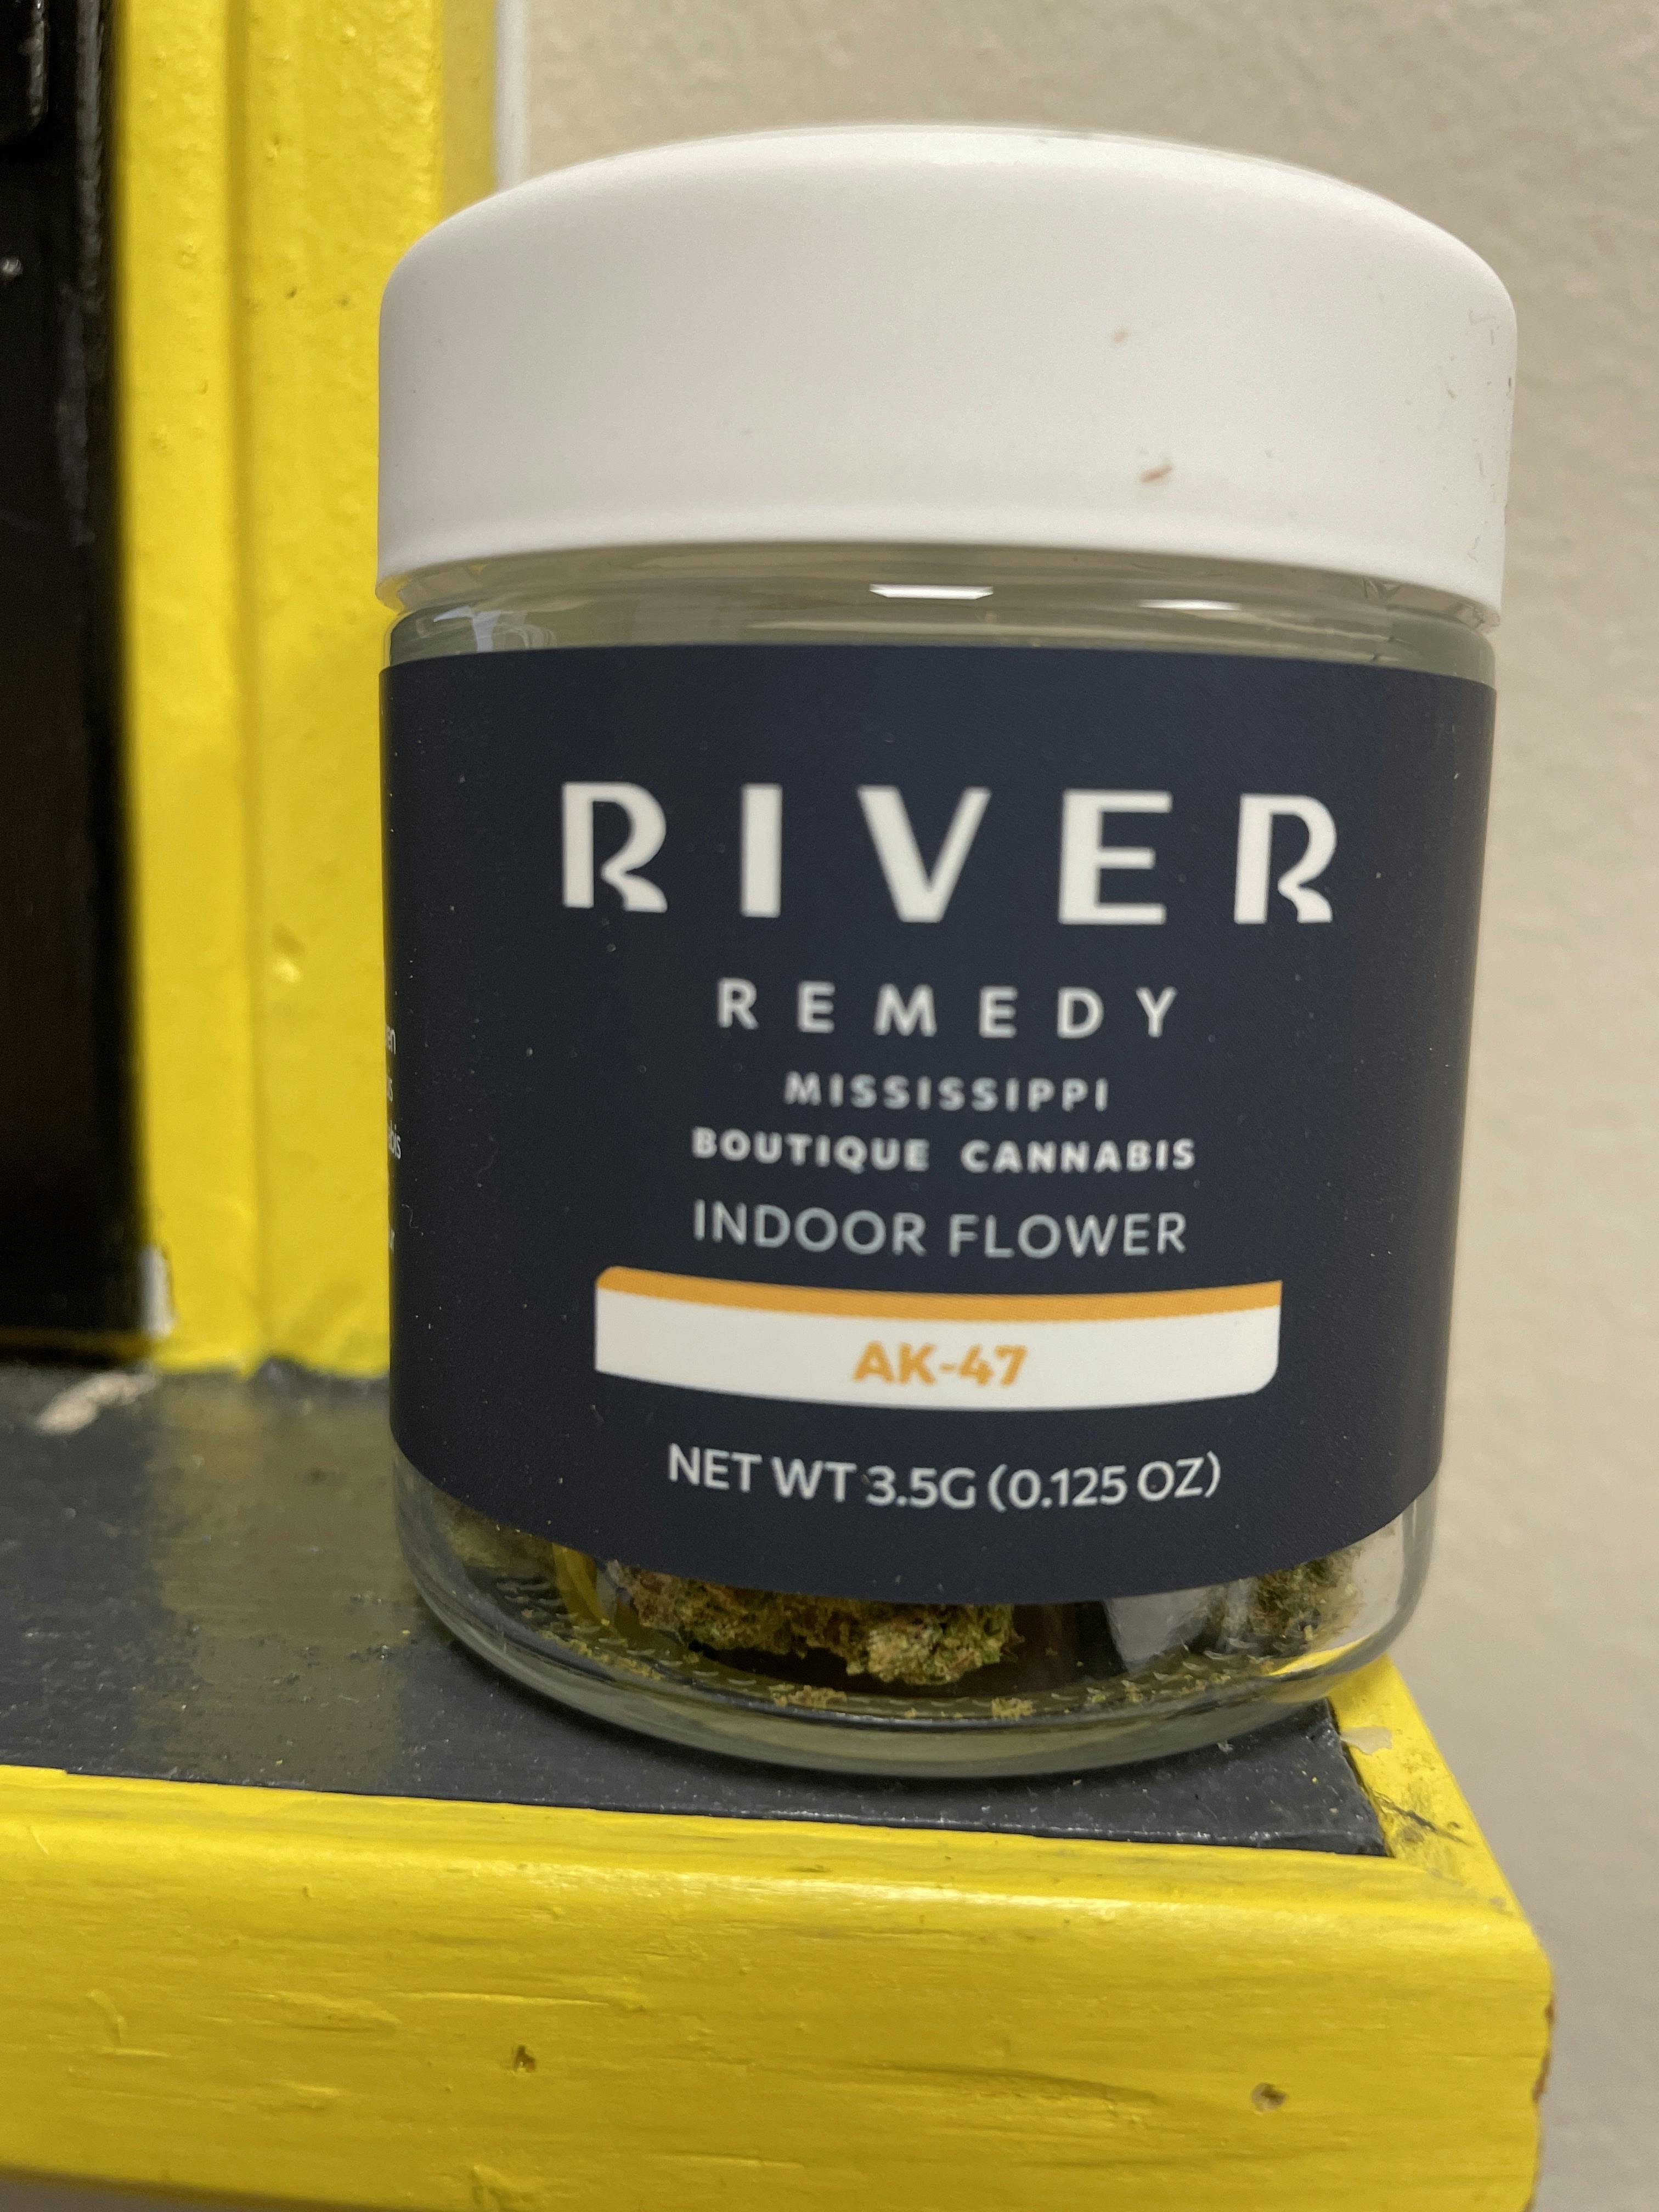 RIVER
REMEDY
MISSISSIPPI
BOUTIQUE CANNABIS
INDOOR FLOWER
AK-47
NET WT 3.5G (0.125 OZ)